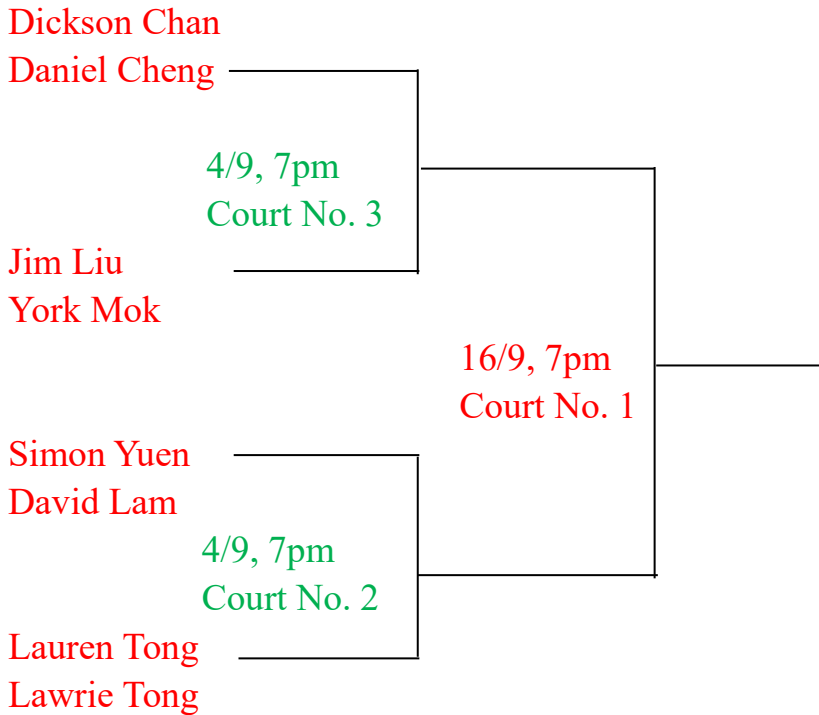 Dickson Chan
Daniel Cheng
4/9, 7pm
Court No. 3
Jim Liu
York Mok
16/9, 7pm
Court No. 1
Simon Yuen
David Lam
4/9, 7pm
Court No. 2
Lauren Tong
Lawrie Tong